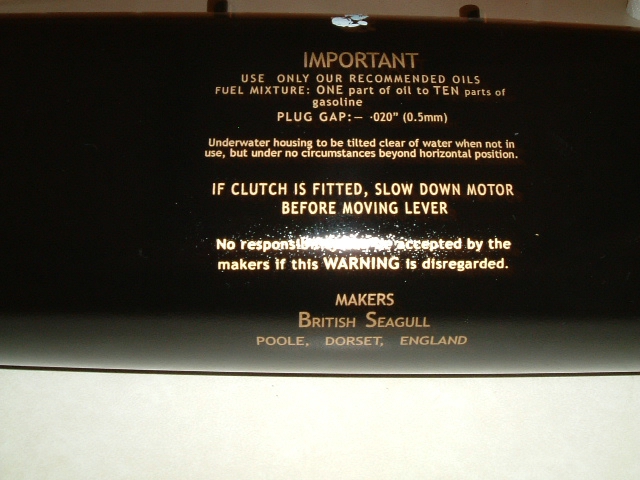 IMPORTANT
USE ONLY OUR RECOMMENDED OILS
FUEL MIXTURE: ONE part of oil to TEN parts of
gasoline
PLUG GAP:– ·020" (0.5mm)
Underwater housing to be tilted clear of water when not in
use, but under no circumstances beyond horizontal position.
IF CLUTCH IS FITTED, SLOW DOWN MOTOR
BEFORE MOVING LEVER
No accepted by the
makers if this WARNING is disregarded.
MAKERS
BRITISH SEAGULL
POOLE, DORSET, ENGLAND